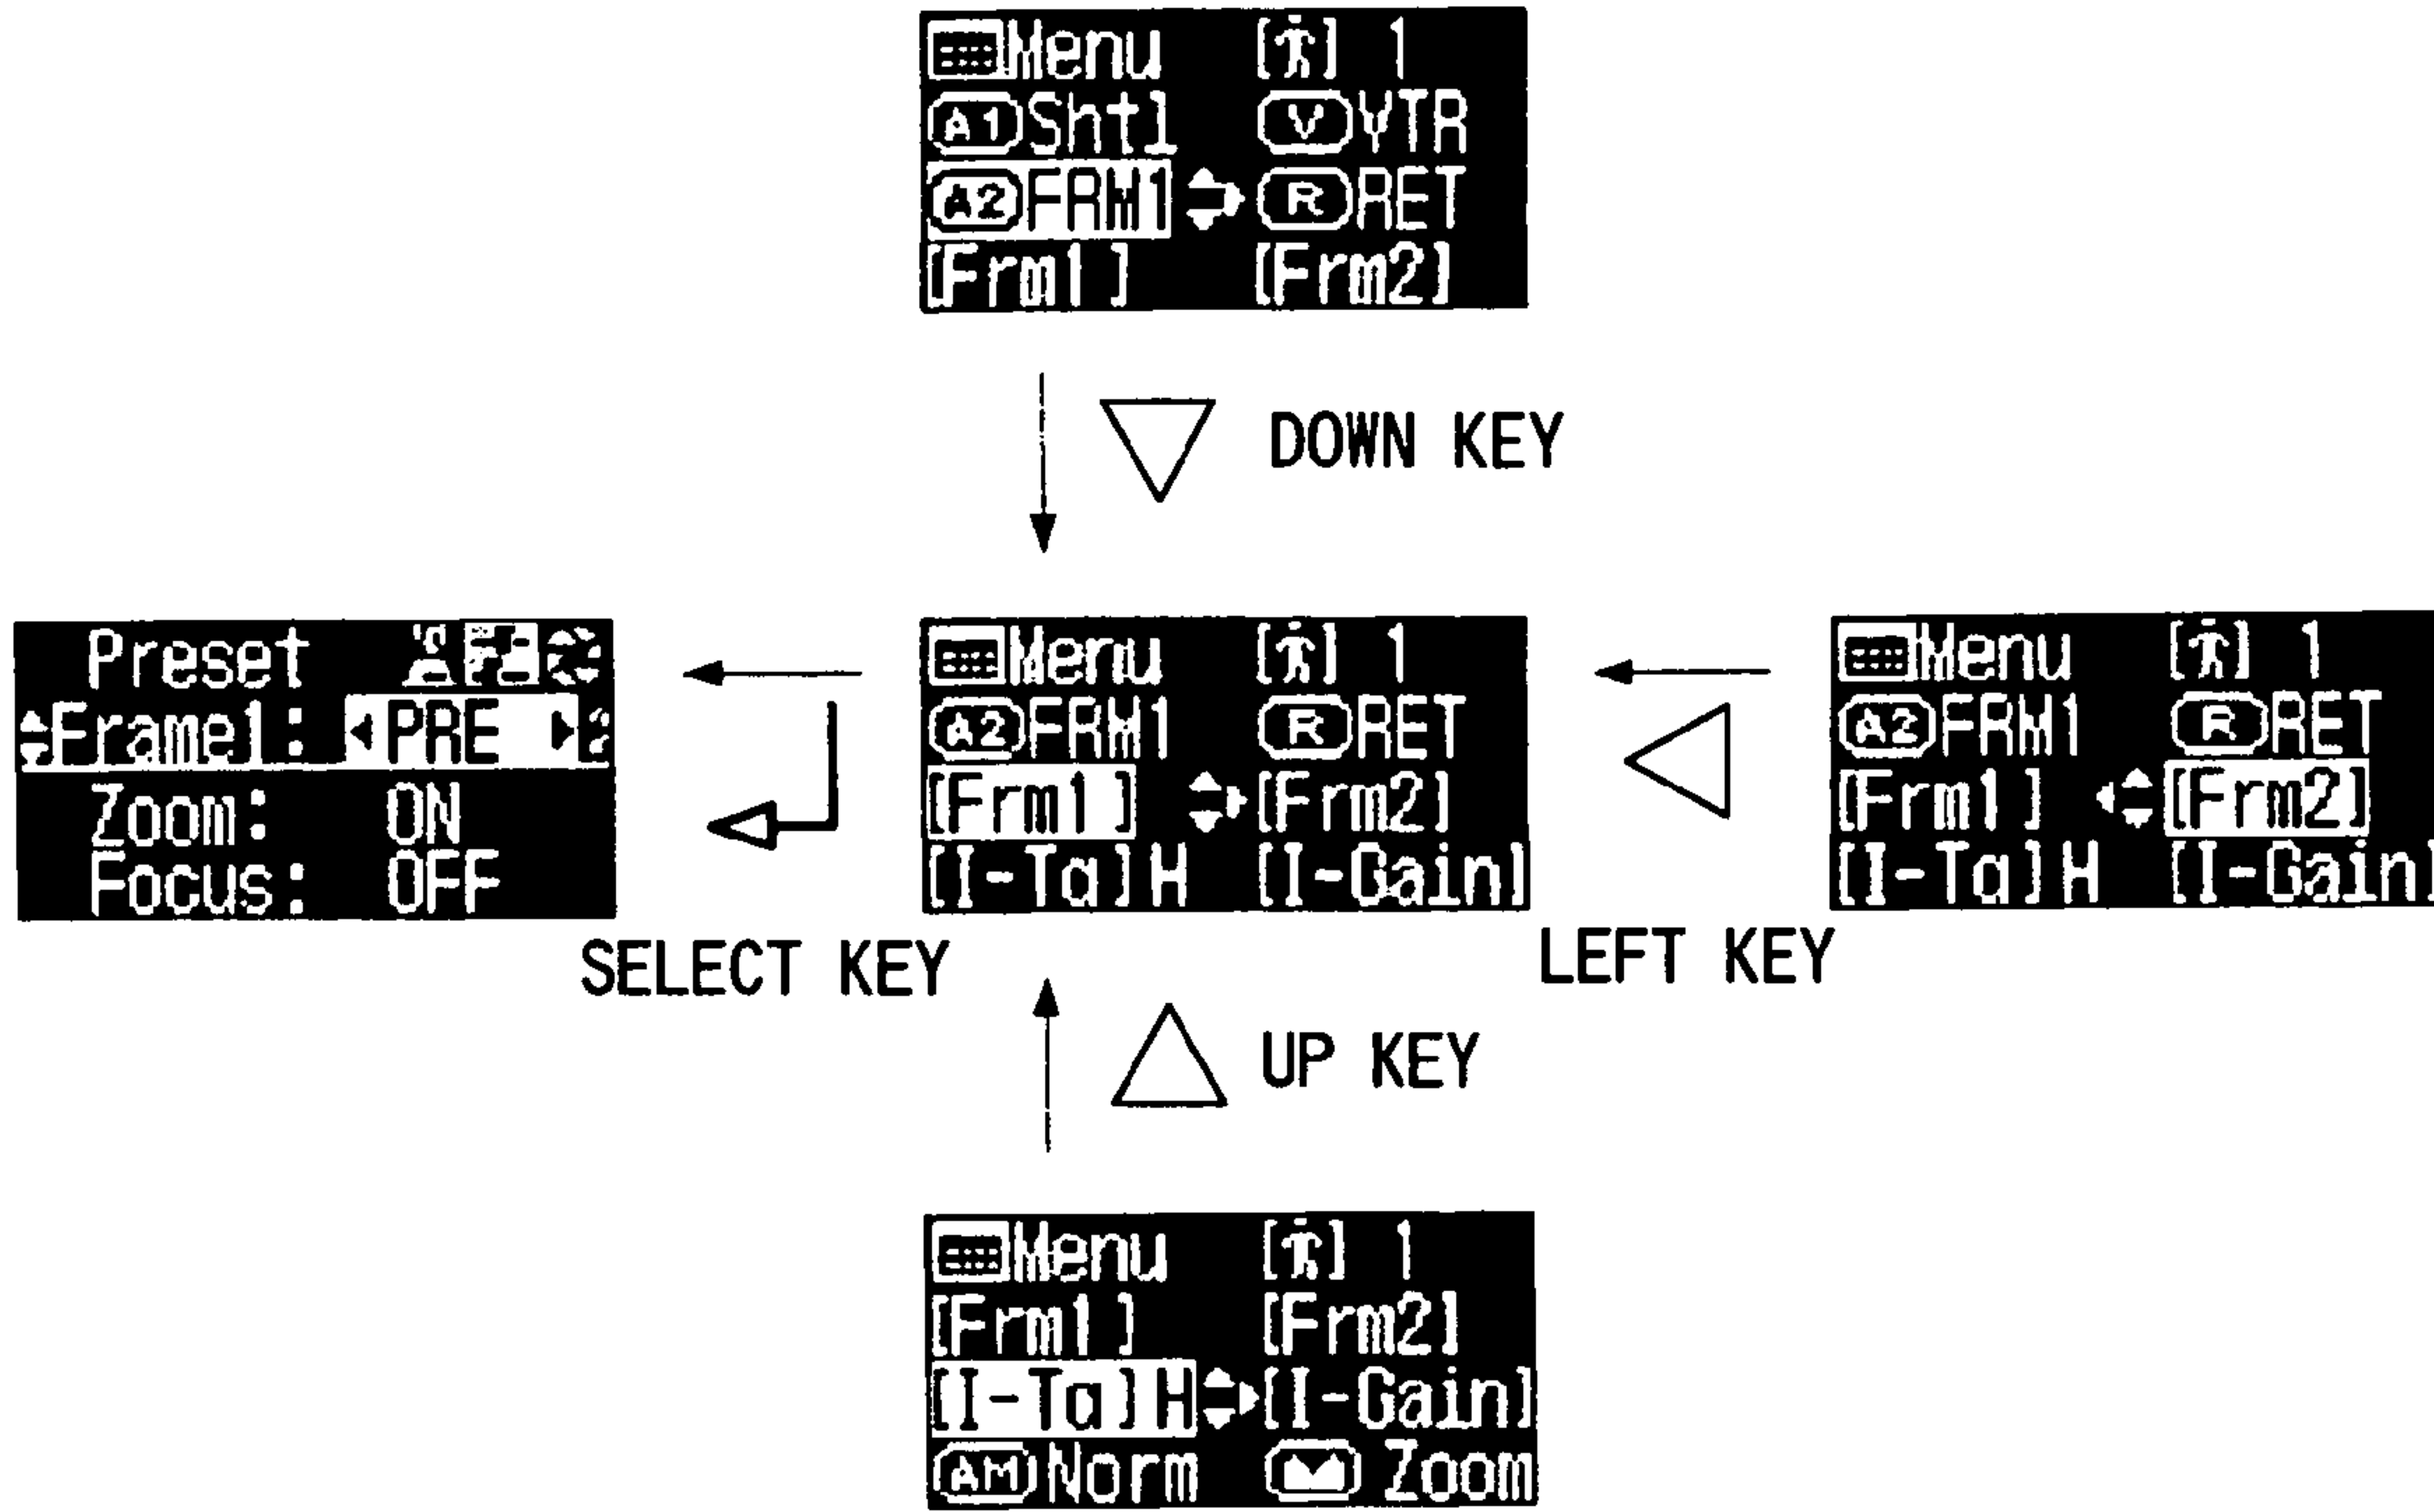 Menu [ ] 1
A1 Shtl V VTR
A2 FRM1 R RET
[Frm1 ] [Frm2]
DOWN KEY
Preset
Frame1: PRE
Zoom: ON
Focus: OFF
Menu [ ] 1
A2 FRM1 R RET
[Frm1 ] [Frm2]
[I-Ta]H [I-Gain]
Menu [ ] 1
A2 FRM1 R RET
[Frm1 ] [Frm2]
[I-Ta]H [I-Gain]
SELECT KEY
LEFT KEY
UP KEY
Menu [ ] 1
[Frm1 ] [Frm2]
[I-Ta]H [I-Gain]
AM Norm Zoom